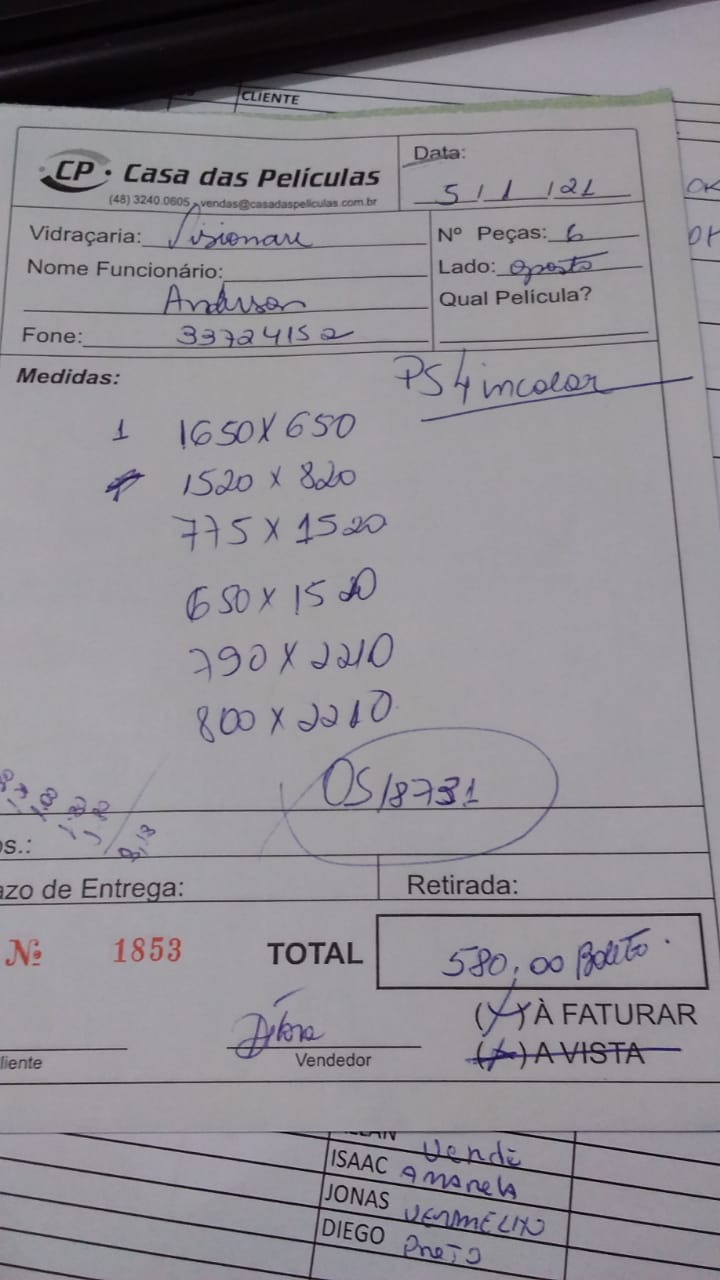 CLIENTE
CP. Casa das Películas
(48) 3240.0605 vendas@casadaspeliculas.com.br
Data: 5/1/21
Vidraçaria: Visionare
Nº Peças: 6
Nome Funcionário:
Anderson
Lado: oposto
Qual Película?
Fone: 33724152
Medidas:
PS4 incolor
1 1650X650
1520 x 820
775 X 1520
650 X 1520
790 X 2210
800 x 2210
OS 18731
os.:
azo de Entrega:
Retirada:
Nº 1853
TOTAL
580,00 Boleto.
(X) À FATURAR
Vendedor
(X) A VISTA
liente
ISAAC Amarela
JONAS VERMELHO
DIEGO Preto